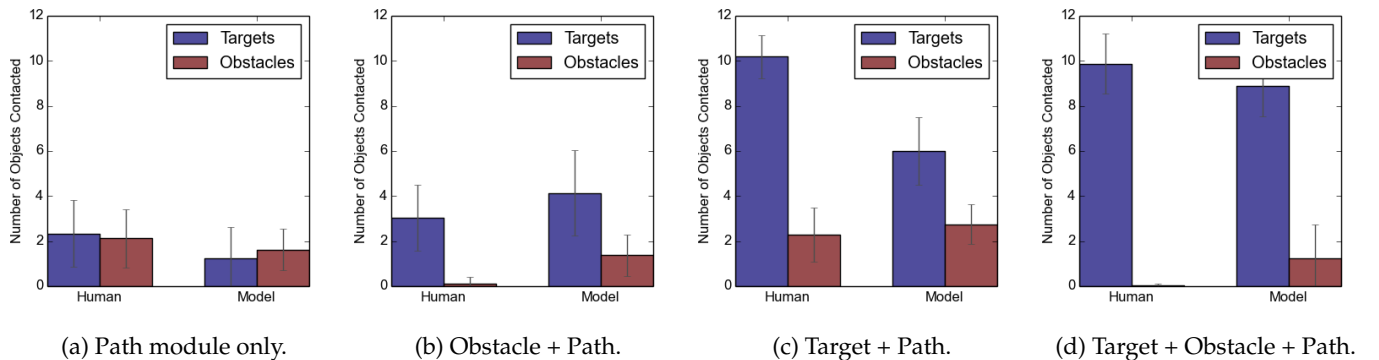 12
10
8
6
4
2
0
Number of Objects Contacted
Targets
Obstacles
Human
Model
(a) Path module only.
12
10
8
6
4
2
0
Number of Objects Contacted
Targets
Obstacles
Human
Model
(b) Obstacle + Path.
12
10
8
6
4
2
0
Number of Objects Contacted
Targets
Obstacles
Human
Model
(c) Target + Path.
12
10
8
6
4
2
0
Number of Objects Contacted
Targets
Obstacles
Human
Model
(d) Target + Obstacle + Path.